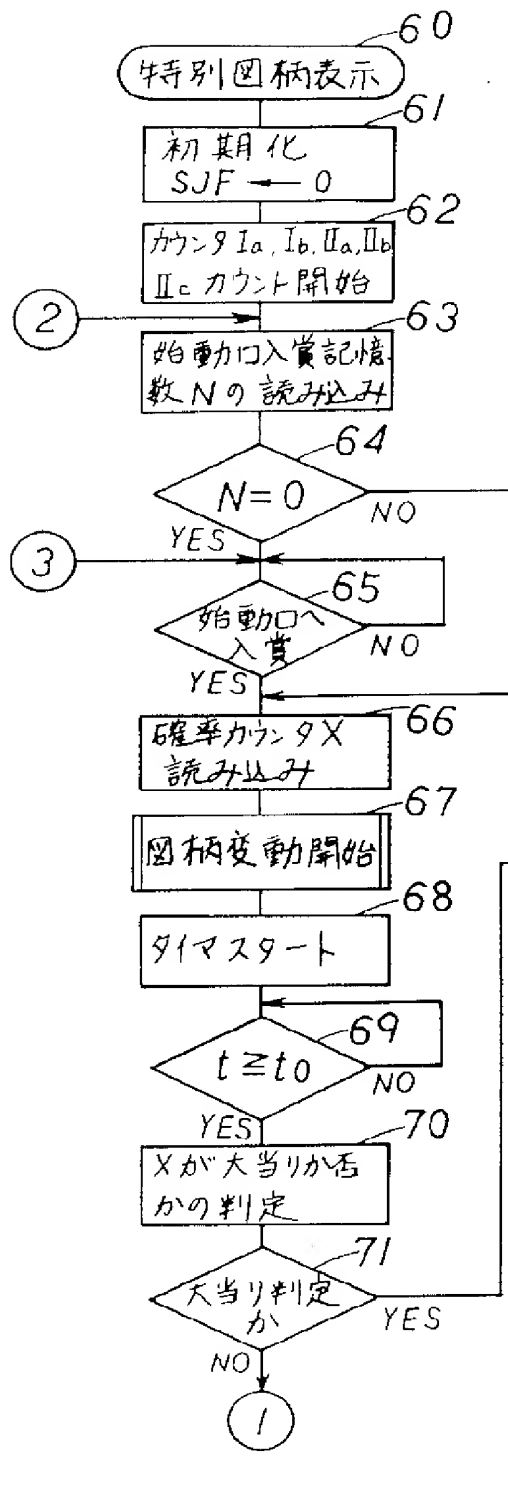 60
特別図柄表示
61
初期化
SJF ← 0
62
カウンタIa, Ib, IIa, IIb
IIc カウント開始
2
63
始動口入賞記憶
数Nの読み込み
64
N=0
NO
YES
3
65
始動口へ
入賞
NO
YES
66
確率カウンタX
読み込み
67
図柄変動開始
68
タイマスタート
69
t≧t0
NO
YES
70
Xが大当りか否
かの判定
71
大当り判定
か
YES
NO
1